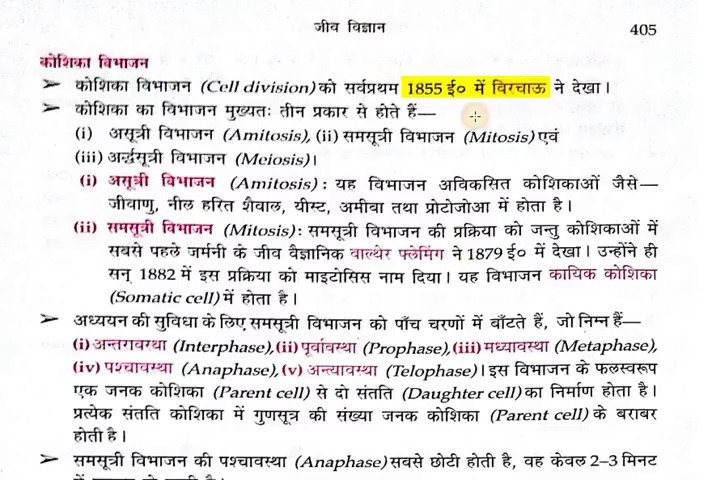 जीव विज्ञान 405
कोशिका विभाजन
➤ कोशिका विभाजन (Cell division) को सर्वप्रथम 1855 ई० में विरचाऊ ने देखा।
➤ कोशिका का विभाजन मुख्यतः तीन प्रकार से होते हैं—
(i) असूत्री विभाजन (Amitosis), (ii) समसूत्री विभाजन (Mitosis) एवं
(iii) अर्द्धसूत्री विभाजन (Meiosis)।
(i) असूत्री विभाजन (Amitosis) : यह विभाजन अविकसित कोशिकाओं जैसे—
जीवाणु, नील हरित शैवाल, यीस्ट, अमीबा तथा प्रोटोजोआ में होता है।
(ii) समसूत्री विभाजन (Mitosis) : समसूत्री विभाजन की प्रक्रिया को जन्तु कोशिकाओं में
सबसे पहले जर्मनी के जीव वैज्ञानिक वाल्थेर फ्लेमिंग ने 1879 ई० में देखा। उन्होंने ही
सन् 1882 में इस प्रक्रिया को माइटोसिस नाम दिया। यह विभाजन कायिक कोशिका
(Somatic cell) में होता है।
➤ अध्ययन की सुविधा के लिए समसूत्री विभाजन को पाँच चरणों में बाँटते हैं, जो निम्न हैं—
(i) अन्तरावस्था (Interphase), (ii) पूर्वावस्था (Prophase), (iii) मध्यावस्था (Metaphase),
(iv) पश्चावस्था (Anaphase), (v) अन्त्यावस्था (Telophase)। इस विभाजन के फलस्वरूप
एक जनक कोशिका (Parent cell) से दो संतति (Daughter cell) का निर्माण होता है।
प्रत्येक संतति कोशिका में गुणसूत्र की संख्या जनक कोशिका (Parent cell) के बराबर
होती है।
➤ समसूत्री विभाजन की पश्चावस्था (Anaphase) सबसे छोटी होती है, वह केवल 2–3 मिनट